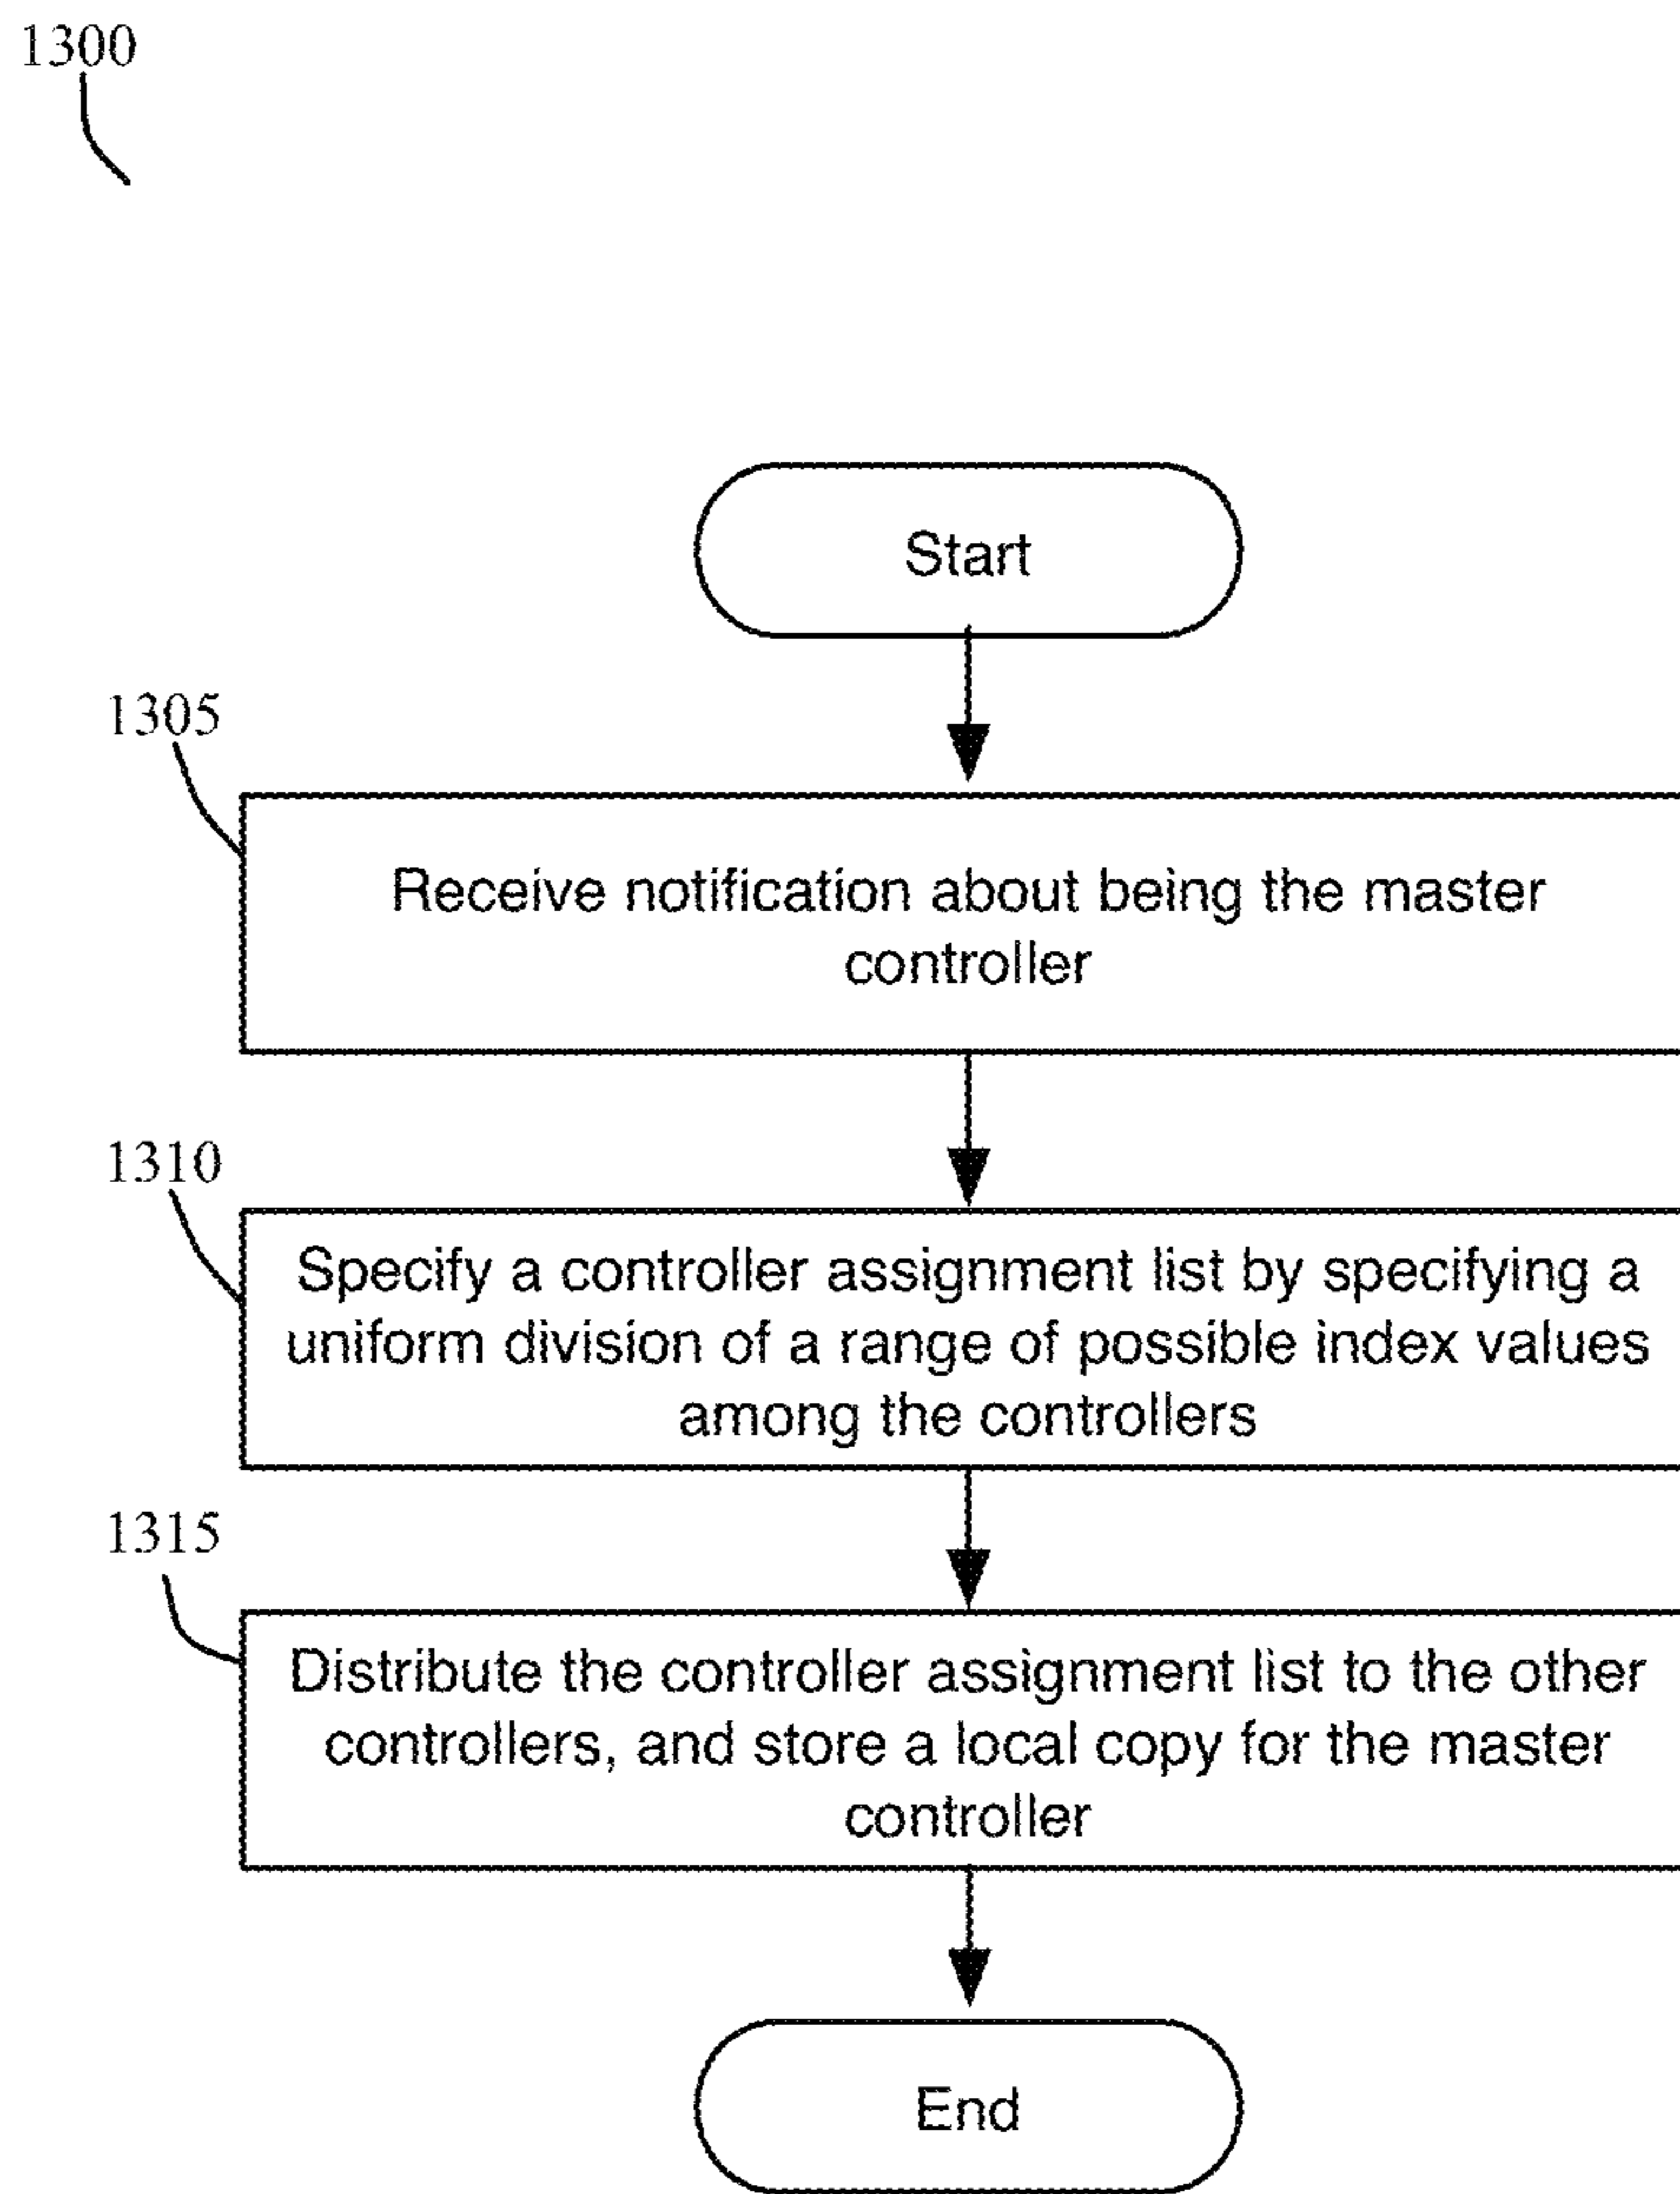 1300
Start
1305
Receive notification about being the master
controller
1310
Specify a controller assignment list by specifying a
uniform division of a range of possible index values
among the controllers
1315
Distribute the controller assignment list to the other
controllers, and store a local copy for the master
controller
End